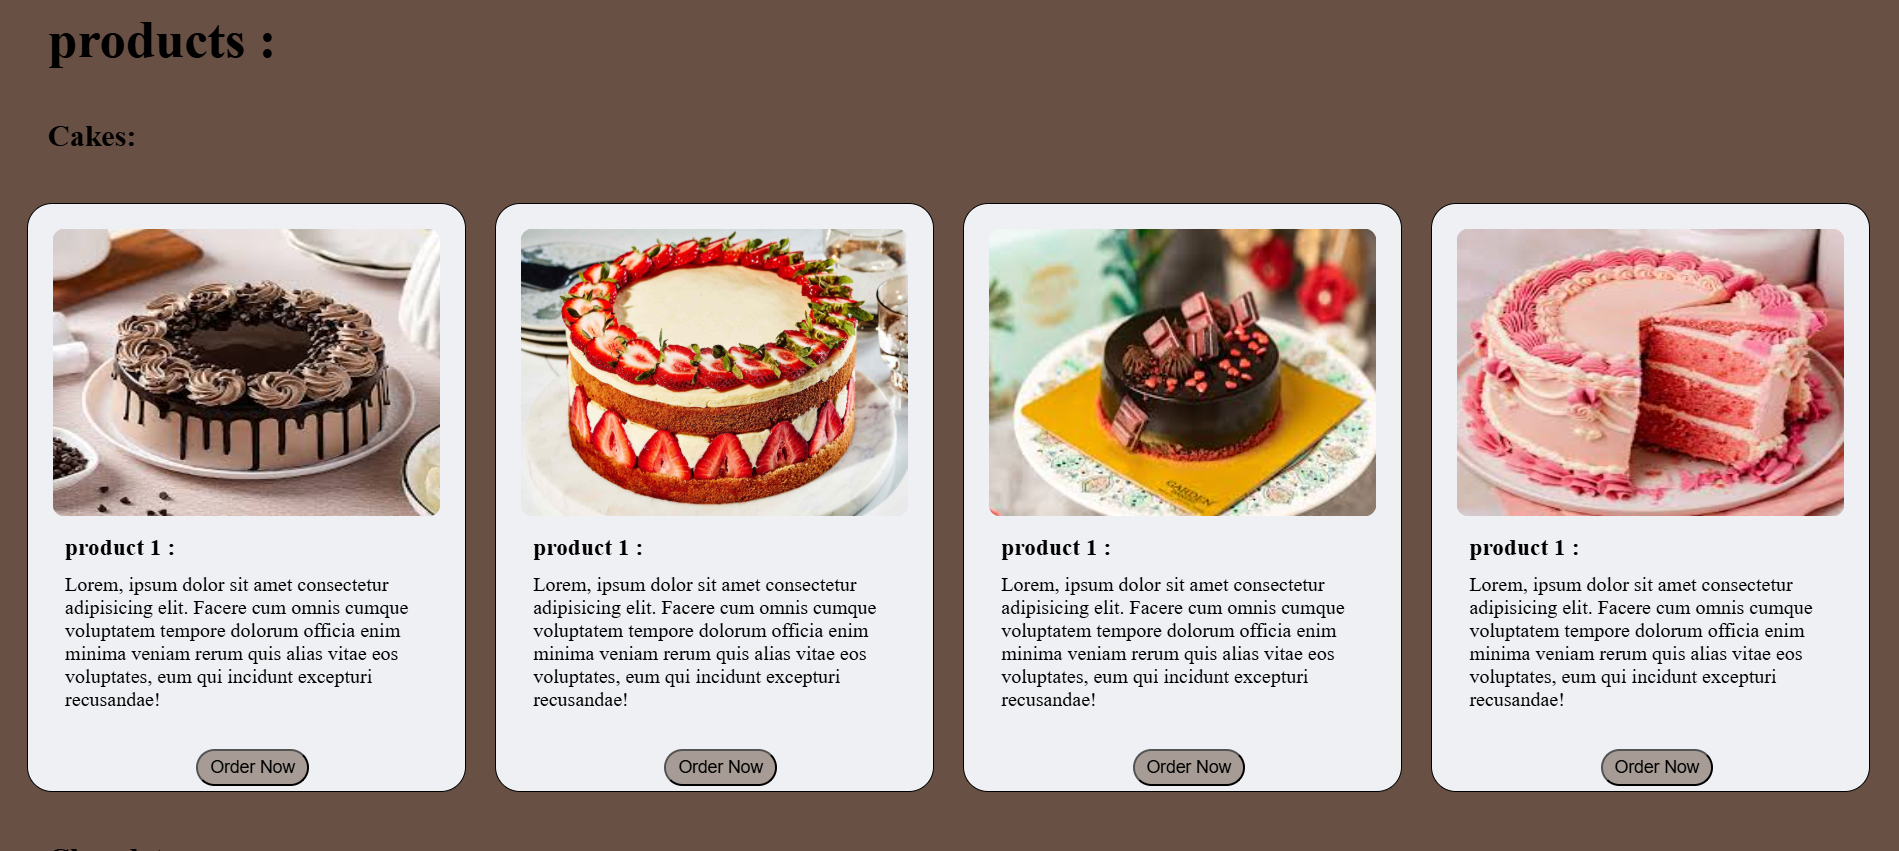 products :
Cakes:
product 1 :
Lorem, ipsum dolor sit amet consectetur
adipisicing elit. Facere cum omnis cumque
voluptatem tempore dolorum officia enim
minima veniam rerum quis alias vitae eos
voluptates, eum qui incidunt excepturi
recusandae!
Order Now
product 1 :
Lorem, ipsum dolor sit amet consectetur
adipisicing elit. Facere cum omnis cumque
voluptatem tempore dolorum officia enim
minima veniam rerum quis alias vitae eos
voluptates, eum qui incidunt excepturi
recusandae!
Order Now
GARDEN
product 1 :
Lorem, ipsum dolor sit amet consectetur
adipisicing elit. Facere cum omnis cumque
voluptatem tempore dolorum officia enim
minima veniam rerum quis alias vitae eos
voluptates, eum qui incidunt excepturi
recusandae!
Order Now
product 1 :
Lorem, ipsum dolor sit amet consectetur
adipisicing elit. Facere cum omnis cumque
voluptatem tempore dolorum officia enim
minima veniam rerum quis alias vitae eos
voluptates, eum qui incidunt excepturi
recusandae!
Order Now